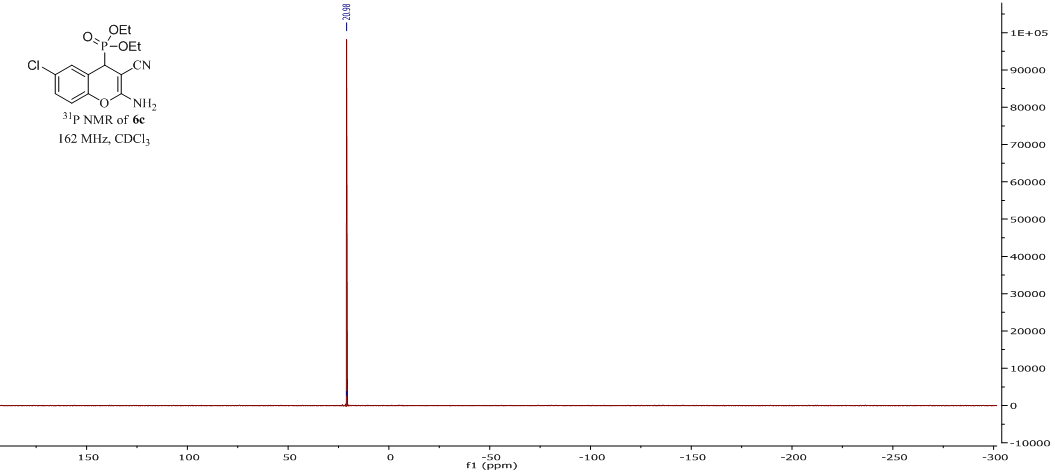 20.98
OEt
O
P
OEt
Cl
CN
O
NH2
31P NMR of 6c
162 MHz, CDCl3
1E+05
90000
80000
70000
60000
50000
40000
30000
20000
10000
0
-10000
150
100
50
0
-50
-100
-150
-200
-250
-300
f1 (ppm)